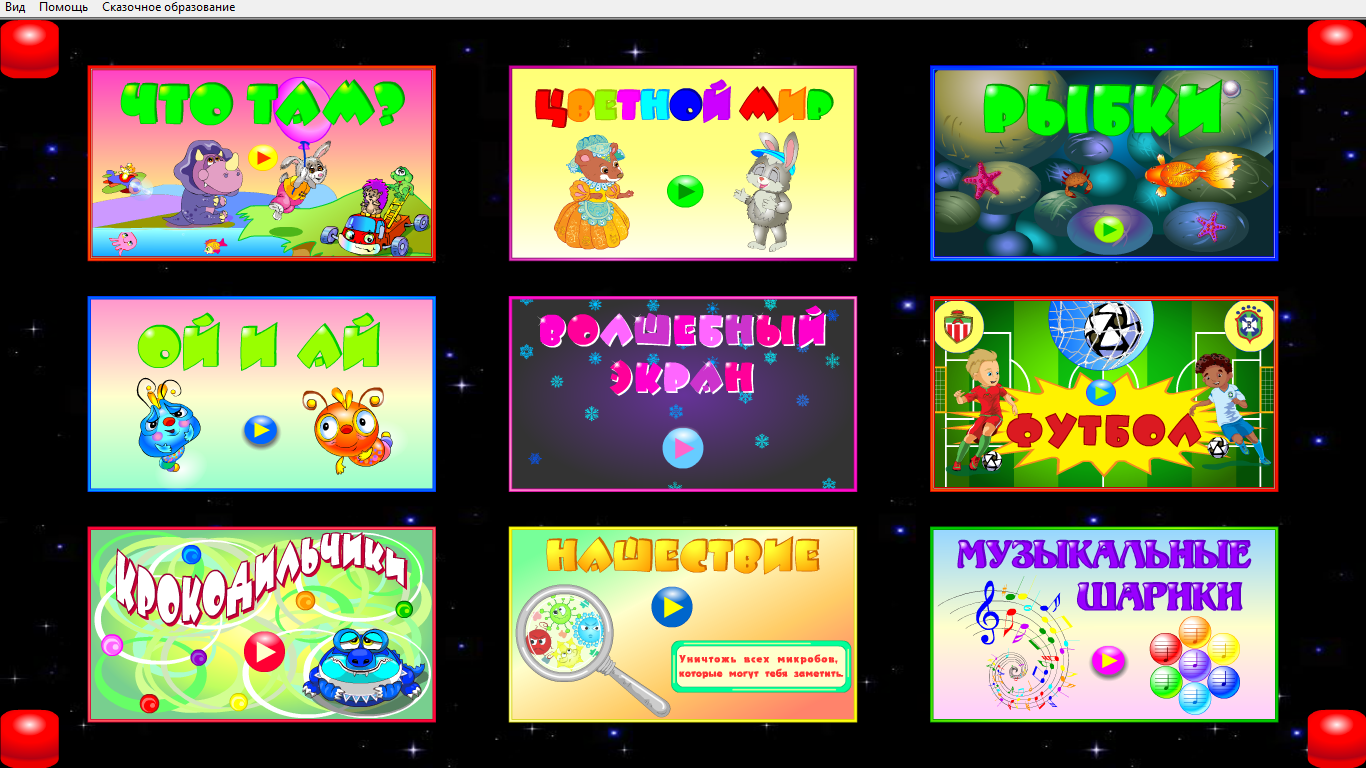 Вид Помощь Сказочное образование
ЧТО ТАМ?
ЦВЕТНОЙ МИР
РЫБКИ
ОЙ И АЙ
ВОЛШЕБНЫЙ
ЭКРАН
ФУТБОЛ
КРОКОДИЛЬЧИКИ
НАШЕСТВИЕ
Уничтожь всех микробов,
которые могут тебя заметить.
МУЗЫКАЛЬНЫЕ
ШАРИКИ